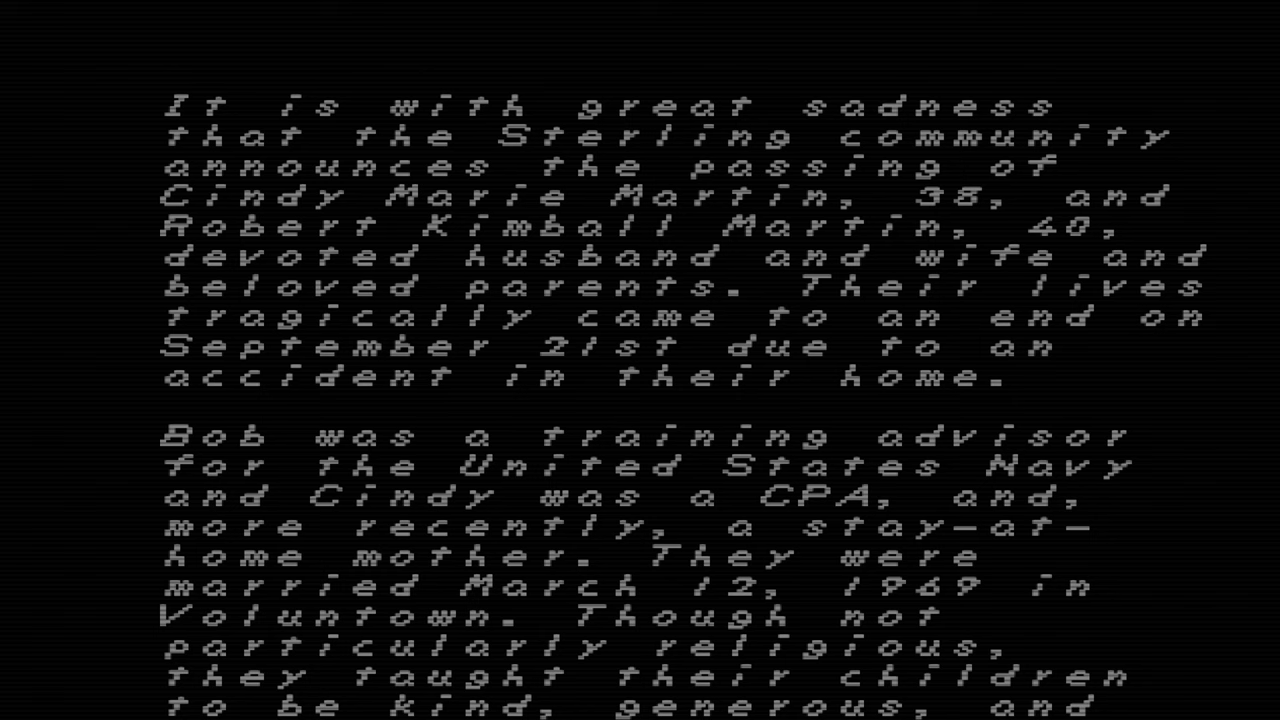 It is with great sadness
that the Sterling community
announces the passing of
Cindy Marie Martin, 38, and
Robert Kimball Martin, 40,
devoted husband and wife and
beloved parents. Their lives
tragically came to an end on
September 21st due to an
accident in their home.
Bob was a training advisor
for the United States Navy
and Cindy was a CPA, and,
more recently, a stay-at-
home mother. They were
married March 12, 1969 in
Voluntown. Though not
particularly religious,
they taught their children
to be kind, generous, and